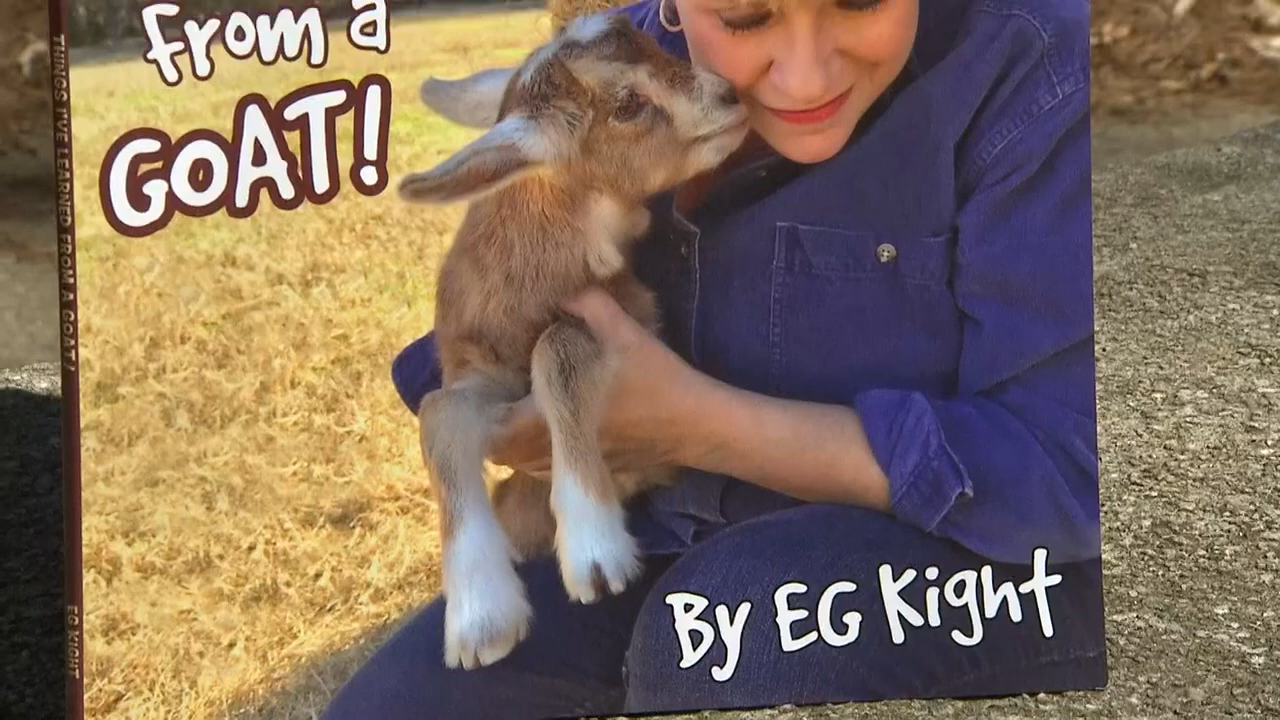 From a
GOAT!
THINGS I'VE LEARNED FROM A GOAT!
EG KIGHT
By EG Kight